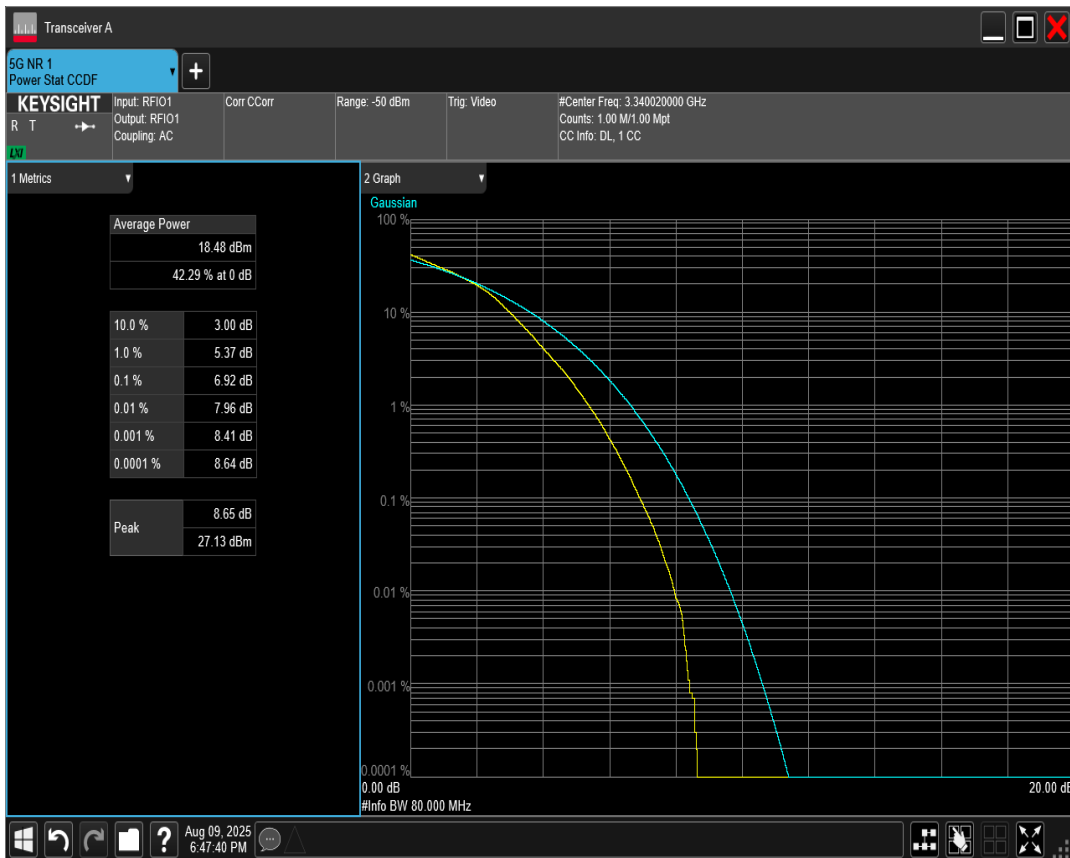 Transceiver A
5G NR 1
Power Stat CCDF
KEYSIGHT
R T
LXI
Input: RFIO1
Output: RFIO1
Coupling: AC
Corr CCorr
Range: -50 dBm
Trig: Video
#Center Freq: 3.340020000 GHz
Counts: 1.00 M/1.00 Mpt
CC Info: DL, 1 CC
1 Metrics
Average Power
18.48 dBm
42.29 % at 0 dB
10.0 % 3.00 dB
1.0 % 5.37 dB
0.1 % 6.92 dB
0.01 % 7.96 dB
0.001 % 8.41 dB
0.0001 % 8.64 dB
Peak
8.65 dB
27.13 dBm
2 Graph
Gaussian
100 %
10 %
1 %
0.1 %
0.01 %
0.001 %
0.0001 %
0.00 dB 20.00 dB
#Info BW 80.000 MHz
Aug 09, 2025
6:47:40 PM